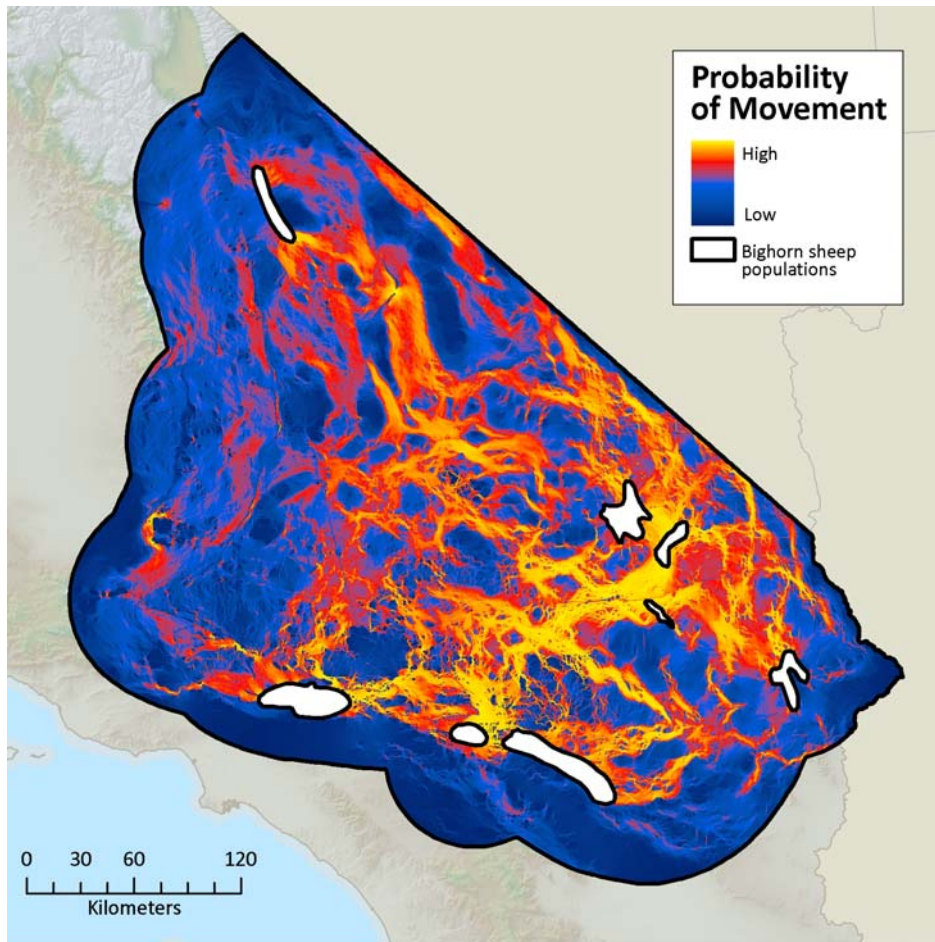 Probability
of Movement
High
Low
Bighorn sheep
populations
0 30 60 120
Kilometers